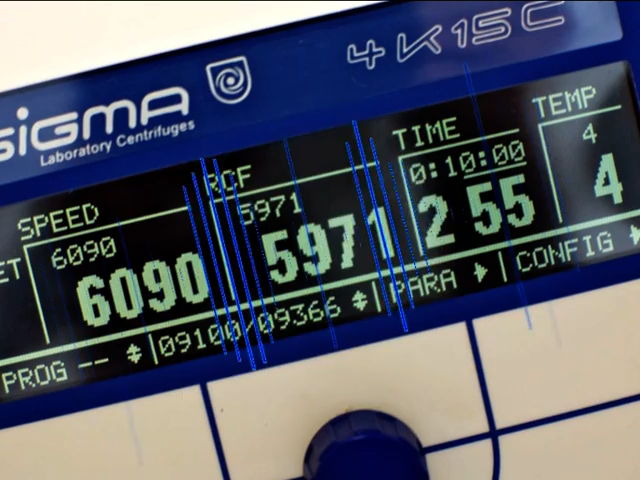 4K15C
SIGMA
Laboratory Centrifuges
SPEED RCF TIME TEMP
6090 5971 0:10:00 4
ET 6090 5971 2 55 4
PROG -- 09100/09366 PARA CONFIG